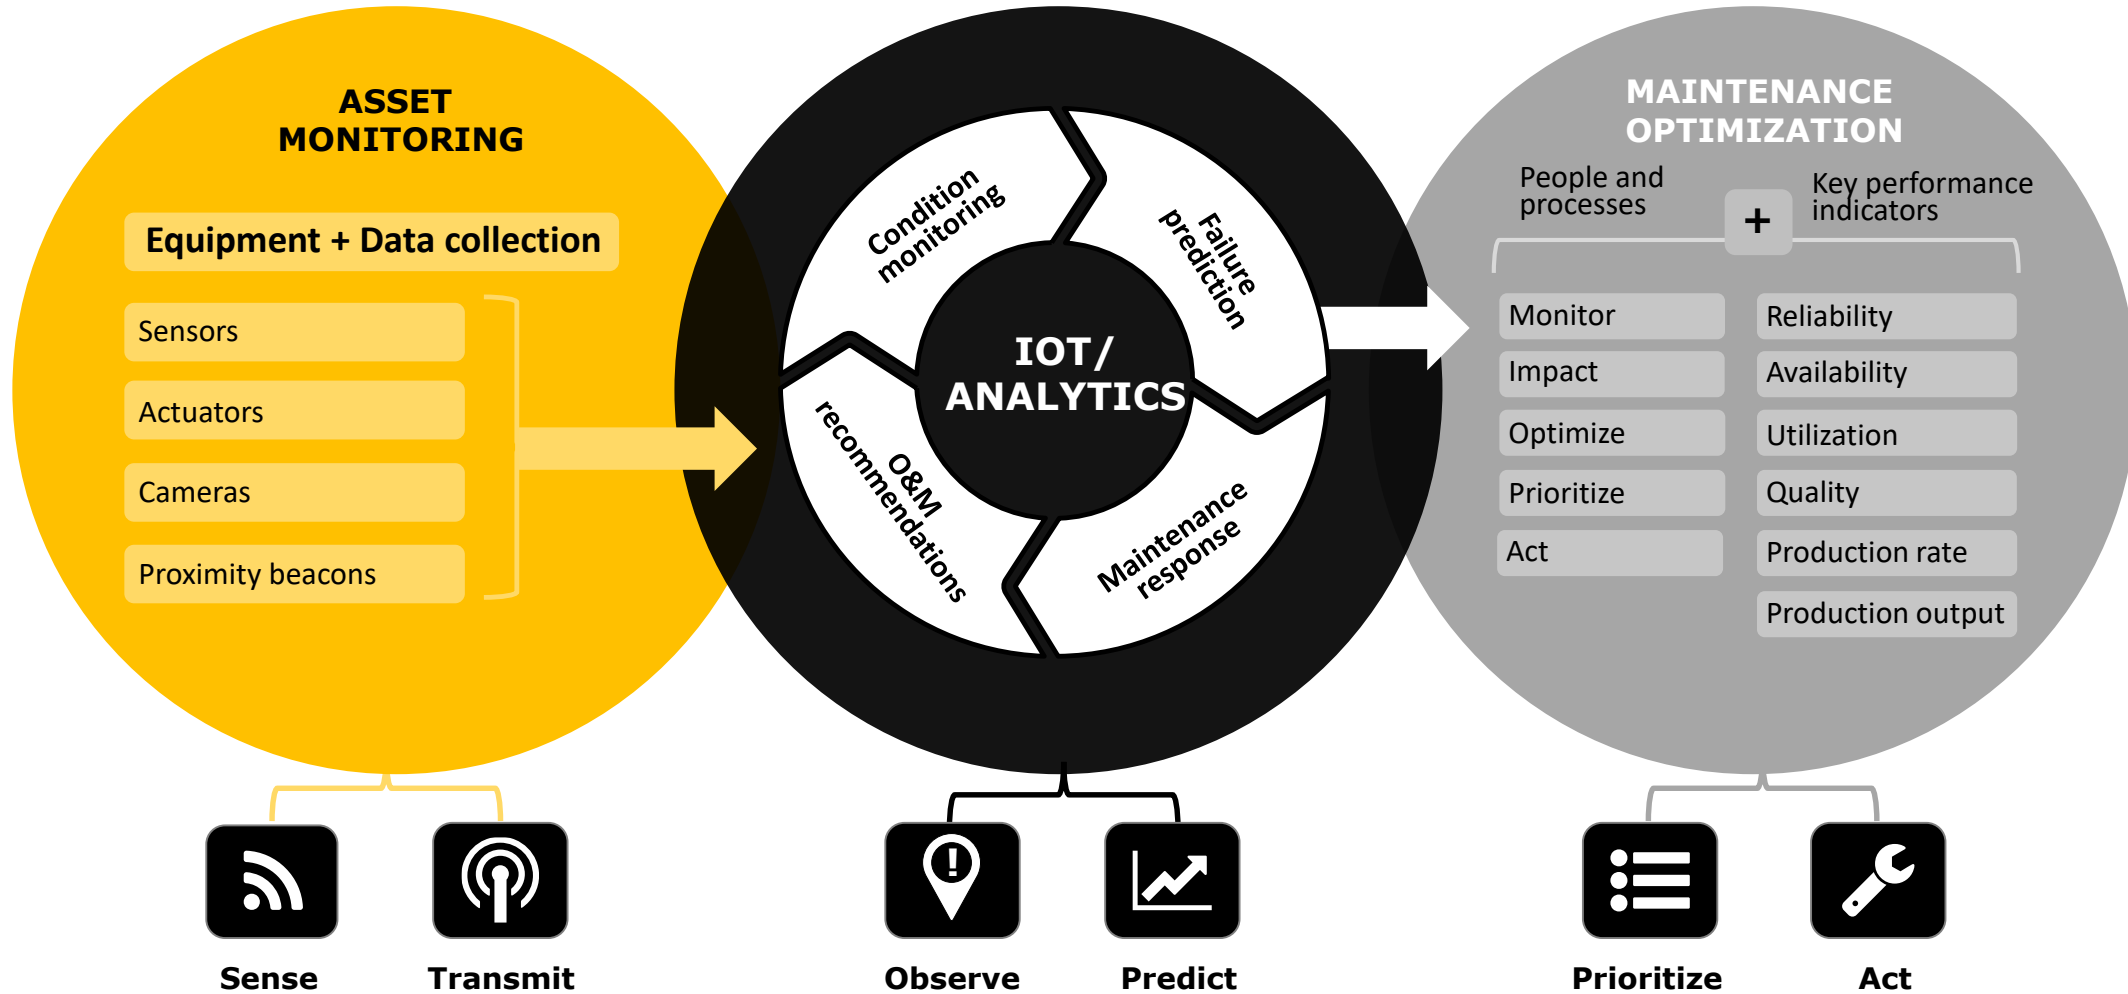 ASSET
MONITORING
Equipment + Data collection
Sensors
Actuators
Cameras
Proximity beacons
Condition
monitoring
Failure
prediction
IOT/
ANALYTICS
O&M
recommendations
Maintenance
response
MAINTENANCE
OPTIMIZATION
People and
processes
+
Key performance
indicators
Monitor
Impact
Optimize
Prioritize
Act
Reliability
Availability
Utilization
Quality
Production rate
Production output
!
Sense
Transmit
Observe
Predict
Prioritize
Act